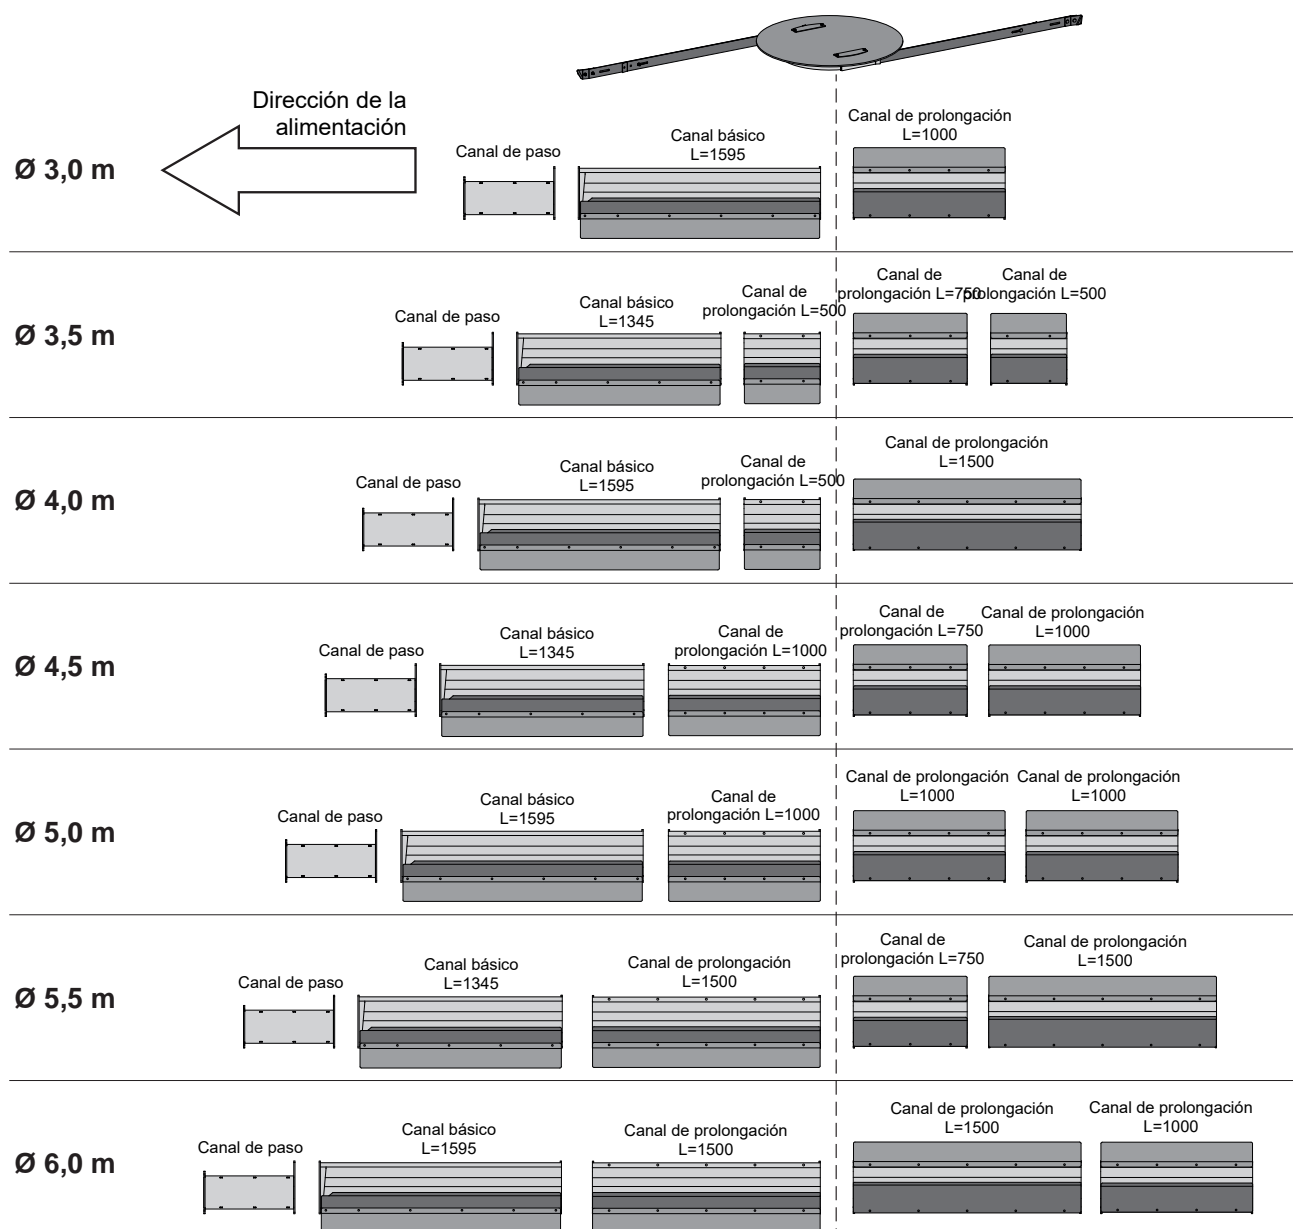 Dirección de la
alimentación
Ø 3,0 m
Canal de paso
Canal básico
L=1595
Canal de prolongación
L=1000
Ø 3,5 m
Canal de paso
Canal básico
L=1345
Canal de
prolongación L=500
Canal de
prolongación L=750
Canal de
prolongación L=500
Ø 4,0 m
Canal de paso
Canal básico
L=1595
Canal de
prolongación L=500
Canal de prolongación
L=1500
Ø 4,5 m
Canal de paso
Canal básico
L=1345
Canal de
prolongación L=1000
Canal de
prolongación L=750
Canal de prolongación
L=1000
Ø 5,0 m
Canal de paso
Canal básico
L=1595
Canal de
prolongación L=1000
Canal de prolongación
L=1000
Canal de prolongación
L=1000
Ø 5,5 m
Canal de paso
Canal básico
L=1345
Canal de prolongación
L=1500
Canal de
prolongación L=750
Canal de prolongación
L=1500
Ø 6,0 m
Canal de paso
Canal básico
L=1595
Canal de prolongación
L=1500
Canal de prolongación
L=1500
Canal de prolongación
L=1000